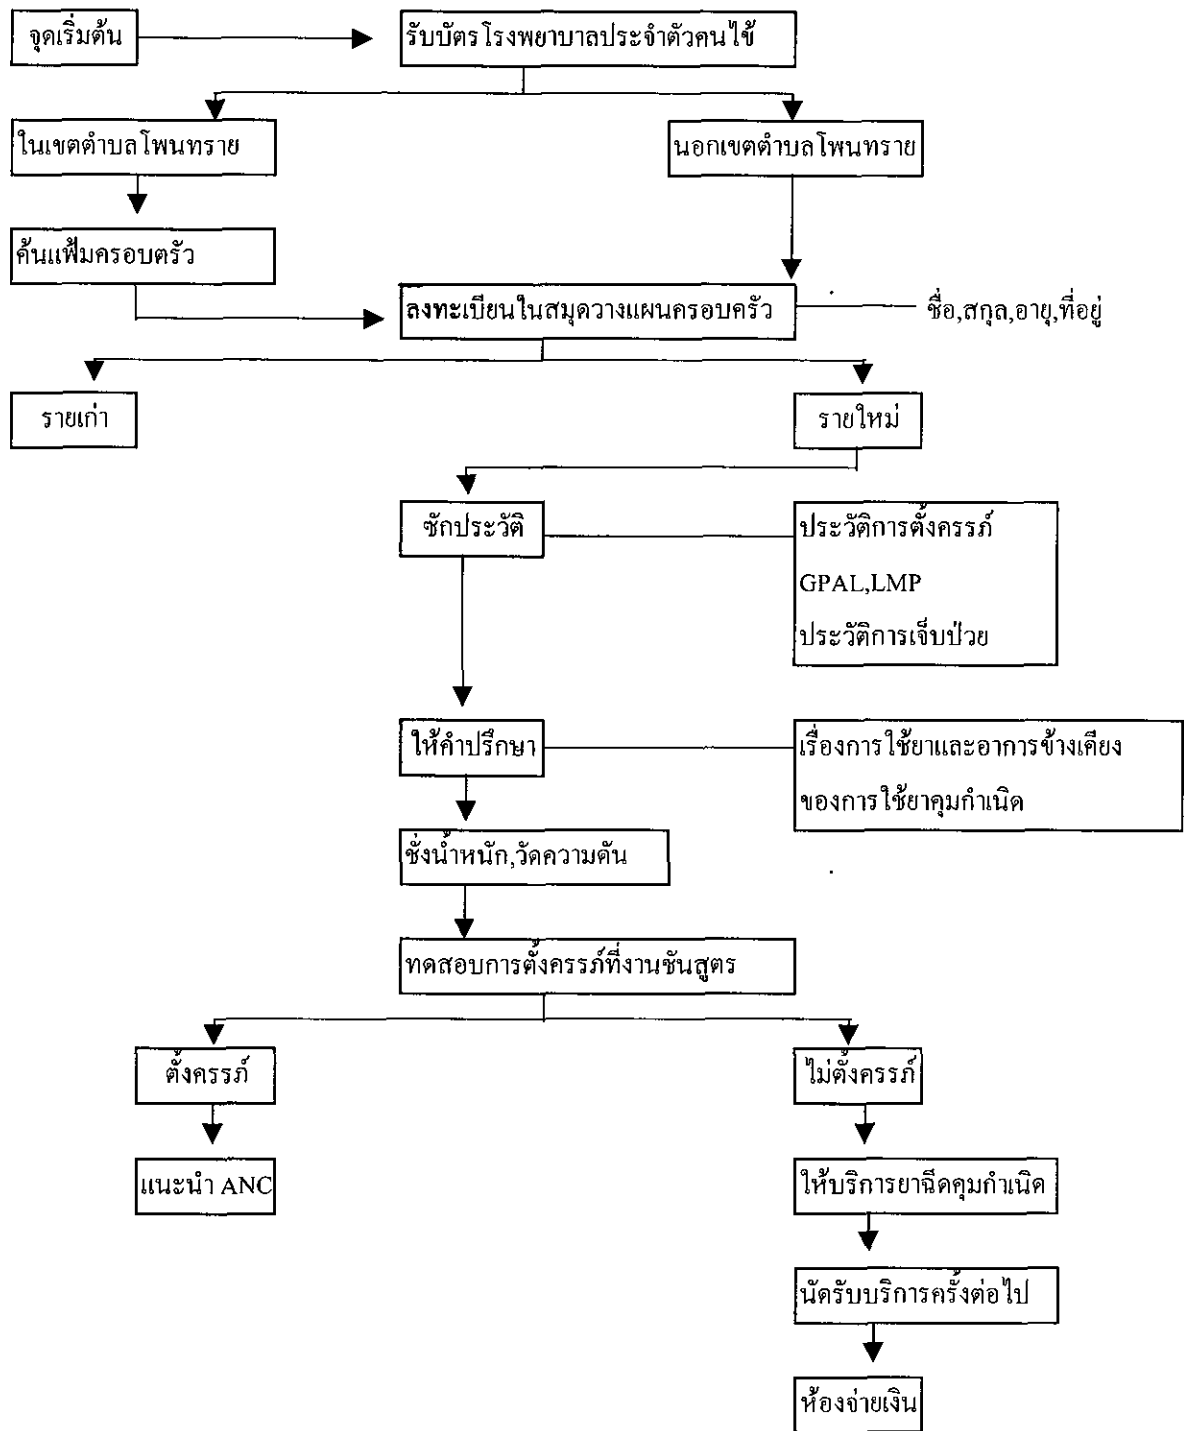 จุดเริ่มต้น
รับบัตรโรงพยาบาลประจำตัวคนไข้
ในเขตตำบลโพนทราย
นอกเขตตำบลโพนทราย
ค้นแฟ้มครอบครัว
ลงทะเบียนในสมุดวางแผนครอบครัว
ชื่อ,สกุล,อายุ,ที่อยู่
รายเก่า
รายใหม่
ซักประวัติ
ประวัติการตั้งครรภ์
GPAL,LMP
ประวัติการเจ็บป่วย
ให้คำปรึกษา
เรื่องการใช้ยาและอาการข้างเคียง
ของการใช้ยาคุมกำเนิด
ชั่งน้ำหนัก,วัดความดัน
ทดสอบการตั้งครรภ์ที่งานชันสูตร
ตั้งครรภ์
ไม่ตั้งครรภ์
แนะนำ ANC
ให้บริการยาฉีดคุมกำเนิด
นัดรับบริการครั้งต่อไป
ห้องจ่ายเงิน